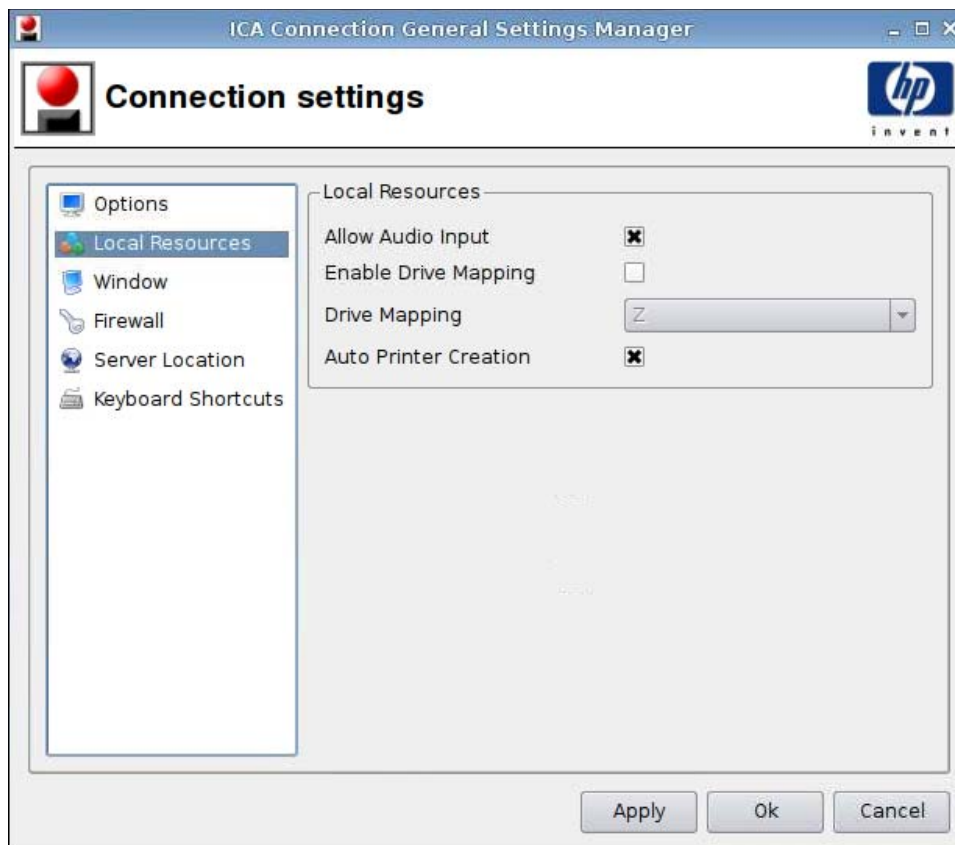 ICA Connection General Settings Manager
Connection settings
hp
invent
Options
Local Resources
Window
Firewall
Server Location
Keyboard Shortcuts
Local Resources
Allow Audio Input
Enable Drive Mapping
Drive Mapping Z
Auto Printer Creation
Apply Ok Cancel